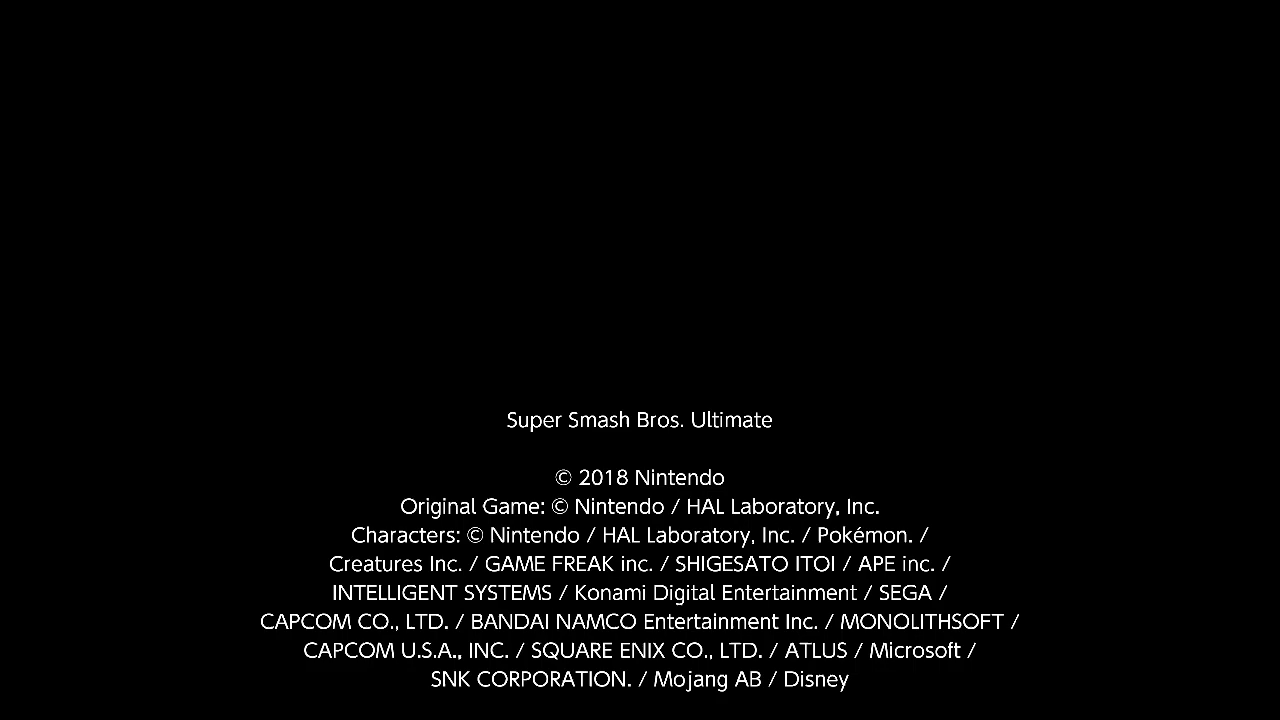 Super Smash Bros. Ultimate
© 2018 Nintendo
Original Game: © Nintendo / HAL Laboratory, Inc.
Characters: © Nintendo / HAL Laboratory, Inc. / Pokémon. /
Creatures Inc. / GAME FREAK inc. / SHIGESATO ITOI / APE inc. /
INTELLIGENT SYSTEMS / Konami Digital Entertainment / SEGA /
CAPCOM CO., LTD. / BANDAI NAMCO Entertainment Inc. / MONOLITHSOFT /
CAPCOM U.S.A., INC. / SQUARE ENIX CO., LTD. / ATLUS / Microsoft /
SNK CORPORATION. / Mojang AB / Disney